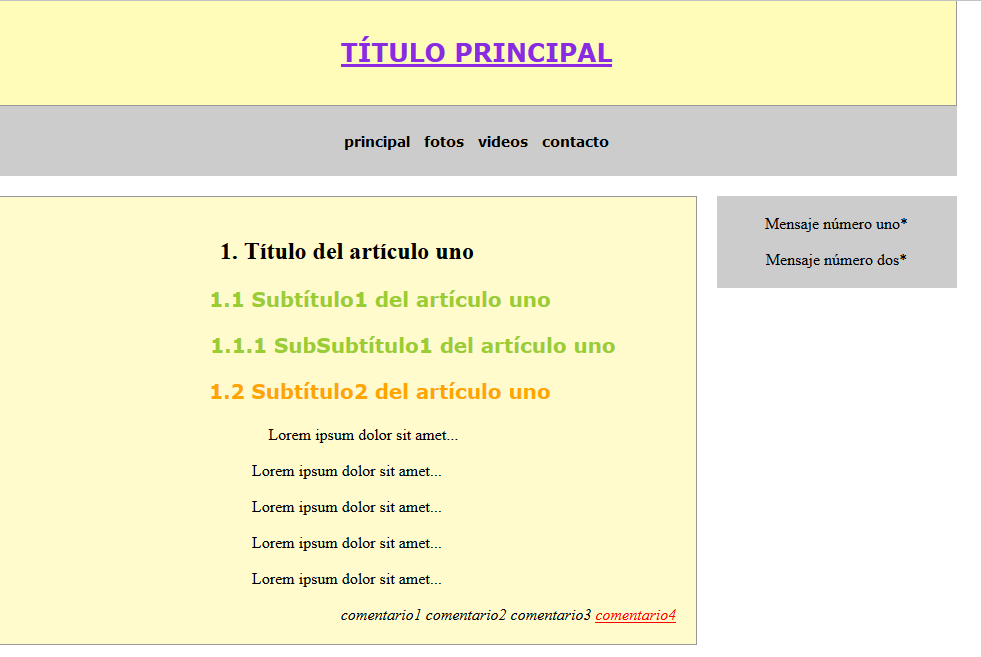 TÍTULO PRINCIPAL
principal fotos videos contacto
1. Título del artículo uno
1.1 Subtítulo1 del artículo uno
1.1.1 SubSubtítulo1 del artículo uno
1.2 Subtítulo2 del artículo uno
Lorem ipsum dolor sit amet...
Lorem ipsum dolor sit amet...
Lorem ipsum dolor sit amet...
Lorem ipsum dolor sit amet...
Lorem ipsum dolor sit amet...
comentario1 comentario2 comentario3 comentario4
Mensaje número uno*
Mensaje número dos*